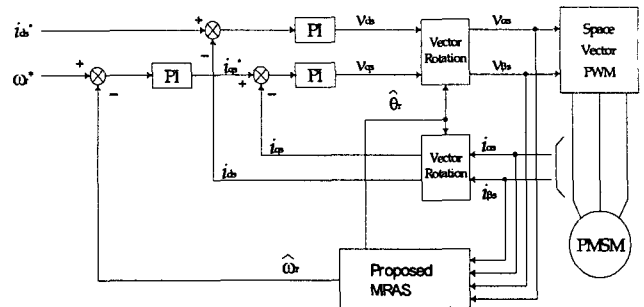 ids*
PI
vds
Vector Rotation
vαs
Space Vector PWM
ωr*
PI
iqs*
PI
vqs
vβs
θ̂r
iqs
Vector Rotation
iαs
ids
iβs
PMSM
ω̂r
Proposed MRAS
+
−
+
−
+
−